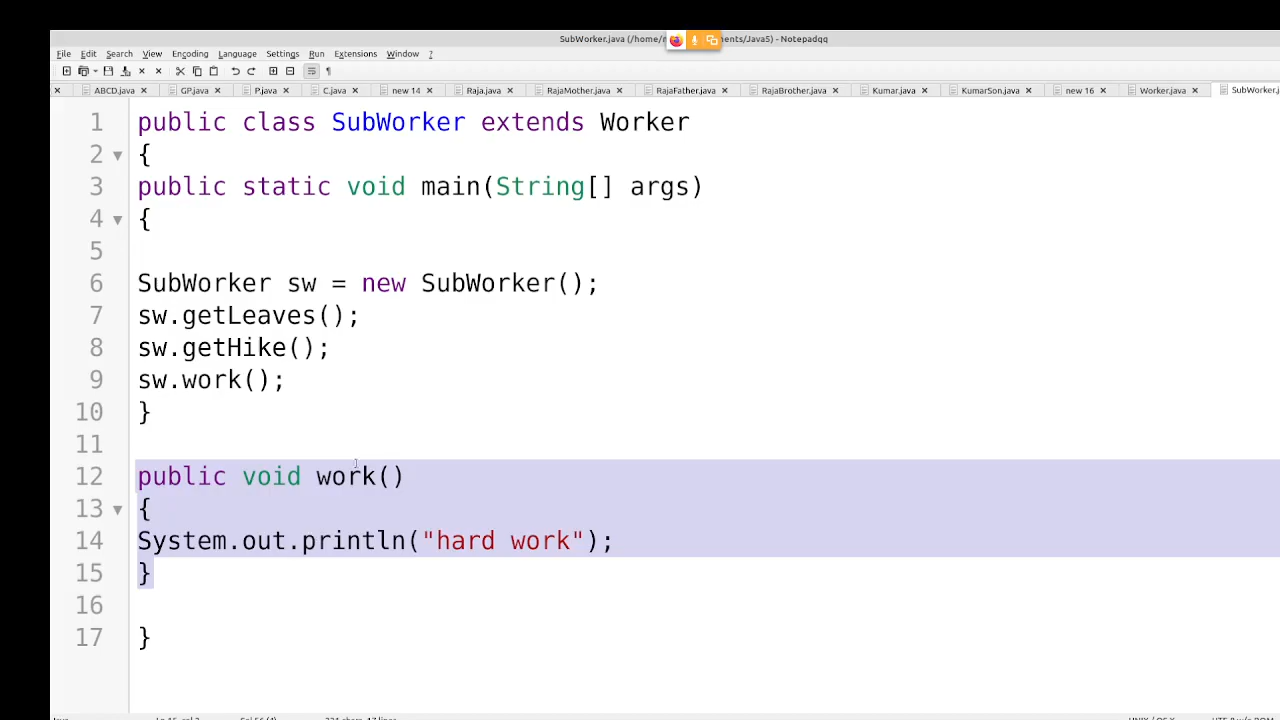 SubWorker.java (/home/ ments/Java5) - Notepadqq
File Edit Search View Encoding Language Settings Run Extensions Window ?
ABCD.java GP.java P.java C.java new 14 Raja.java RajaMother.java RajaFather.java RajaBrother.java Kumar.java KumarSon.java new 16 Worker.java SubWorker.j
1 public class SubWorker extends Worker
2 {
3 public static void main(String[] args)
4 {
5
6 SubWorker sw = new SubWorker();
7 sw.getLeaves();
8 sw.getHike();
9 sw.work();
10 }
11
12 public void work()
13 {
14 System.out.println("hard work");
15 }
16
17 }